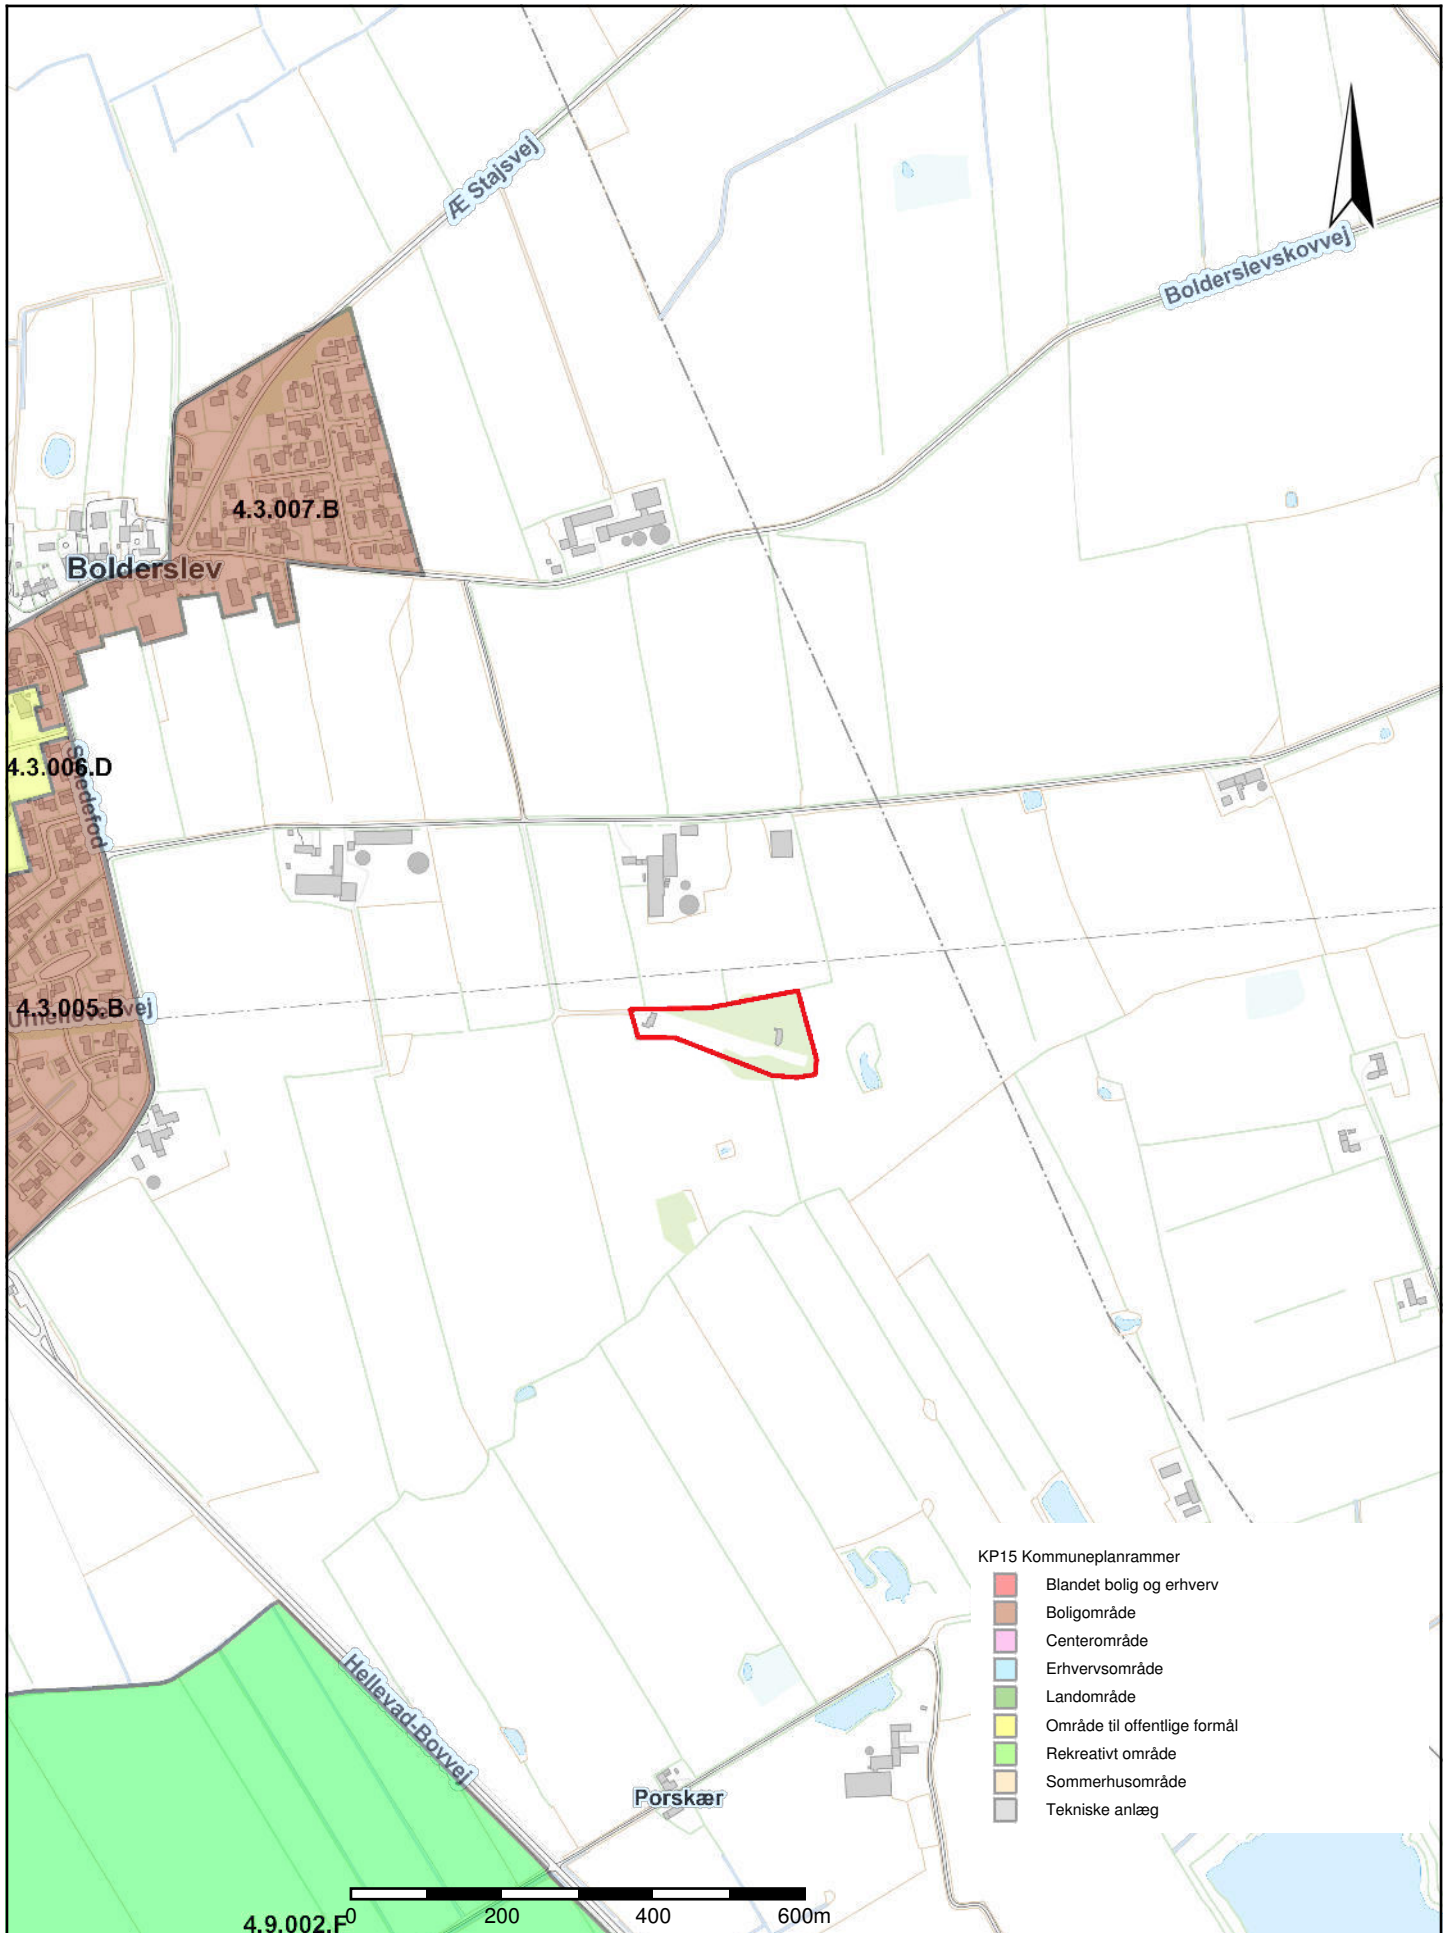 Æ Stajsvej
Bolderslevskovvej
4.3.007.B
Bolderslev
4.3.006.D
4.3.005.B
KP15 Kommuneplanrammer
Blandet bolig og erhverv
Boligområde
Centerområde
Erhvervsområde
Landområde
Område til offentlige formål
Rekreativt område
Sommerhusområde
Tekniske anlæg
Hellevad-Bovvej
Porskær
4.9.002.F
0 200 400 600m